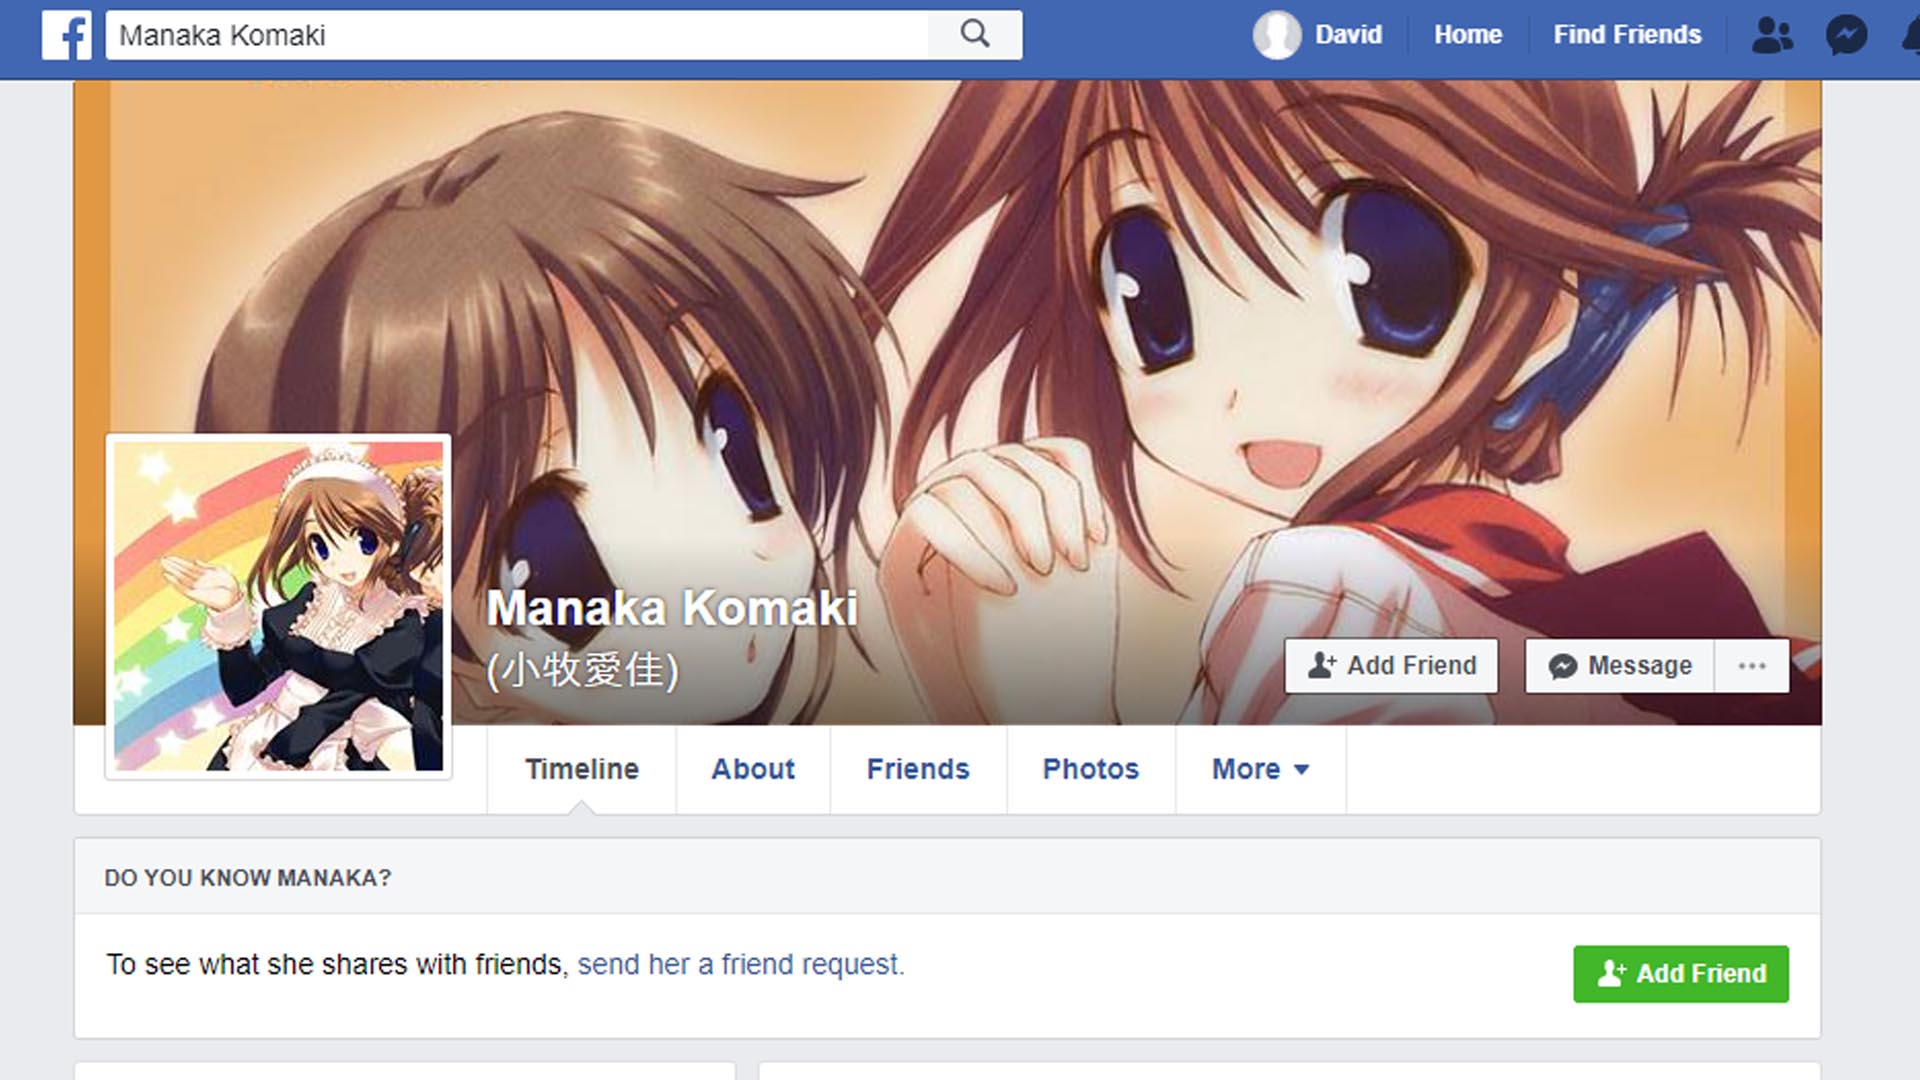 Manaka Komaki
David
Home
Find Friends
Manaka Komaki
(小牧愛佳)
Add Friend
Message
Timeline
About
Friends
Photos
More
DO YOU KNOW MANAKA?
To see what she shares with friends, send her a friend request.
Add Friend